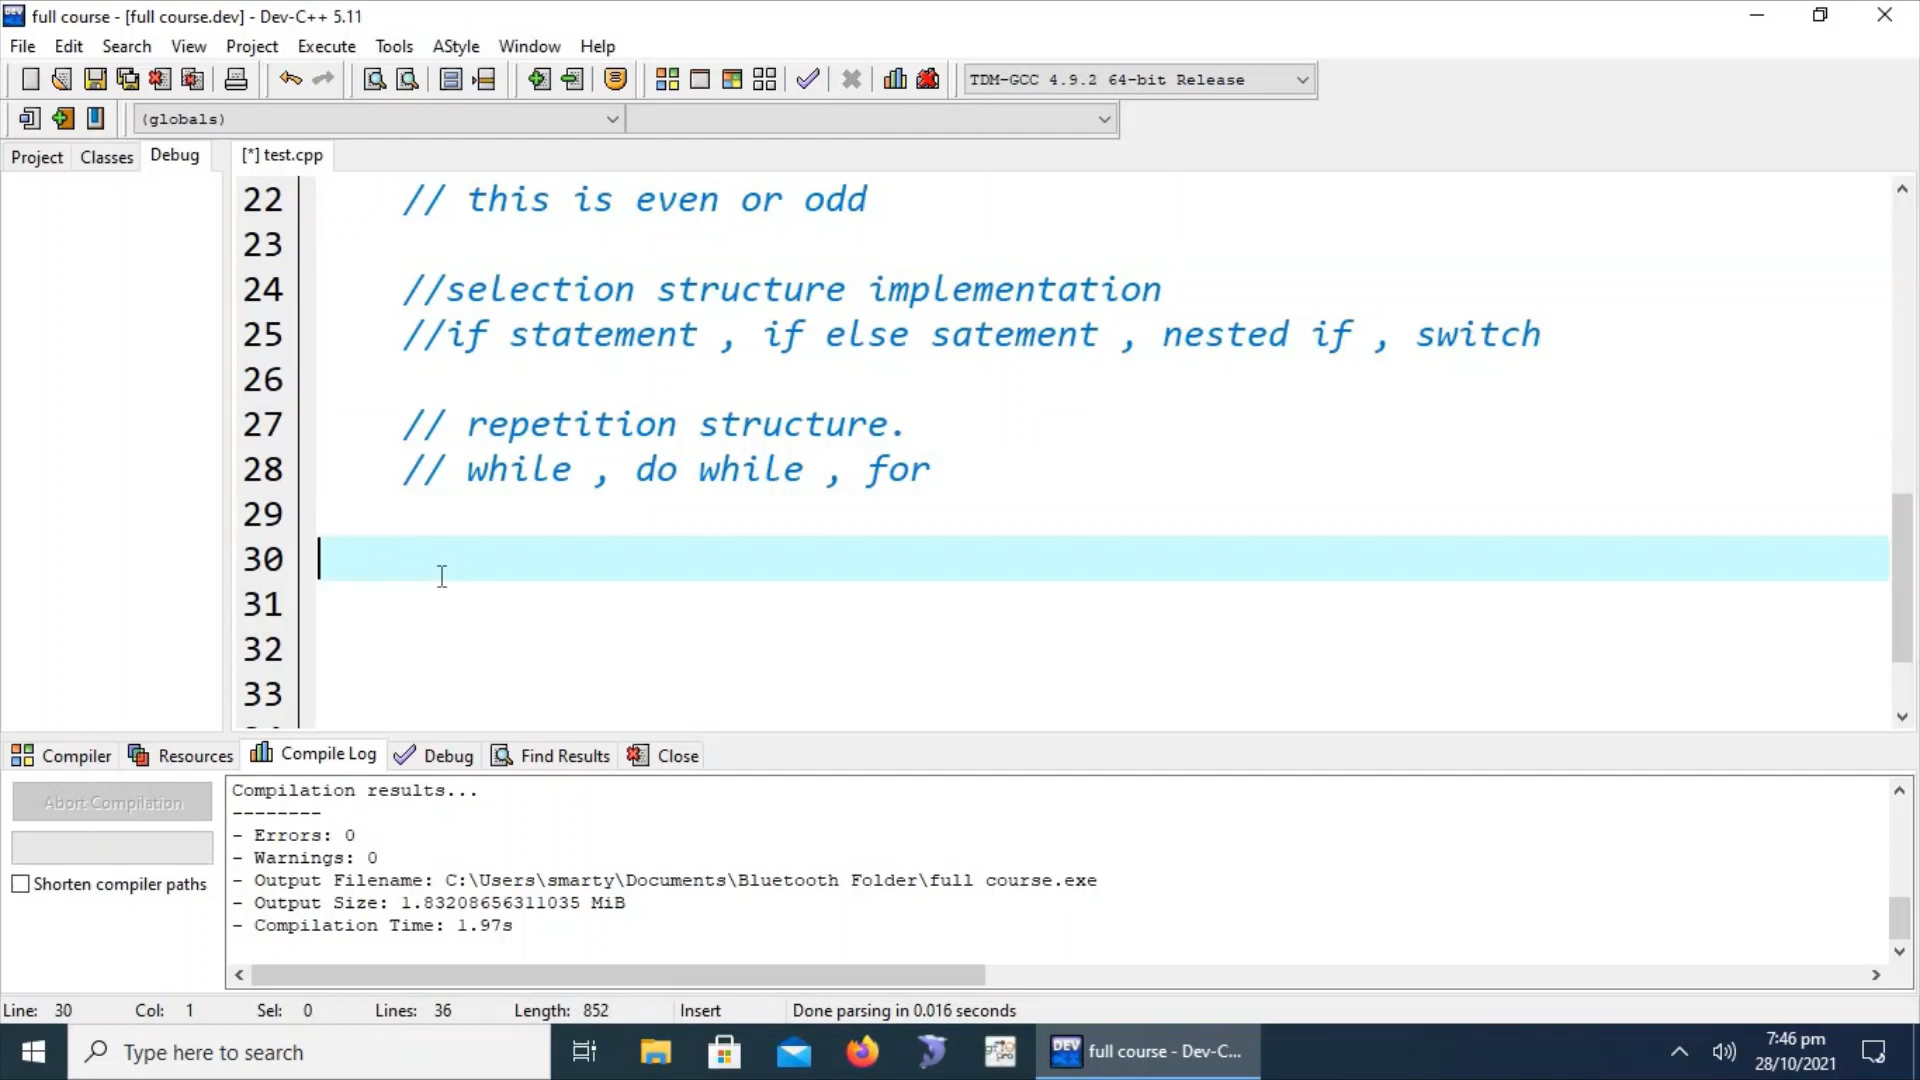 full course - [full course.dev] - Dev-C++ 5.11
File Edit Search View Project Execute Tools AStyle Window Help
TDM-GCC 4.9.2 64-bit Release
(globals)
Project Classes Debug [*] test.cpp
22 // this is even or odd
23
24 //selection structure implementation
25 //if statement , if else satement , nested if , switch
26
27 // repetition structure.
28 // while , do while , for
29
30
31
32
33
Compiler Resources Compile Log Debug Find Results Close
Abort Compilation
Shorten compiler paths
Compilation results...
--------
- Errors: 0
- Warnings: 0
- Output Filename: C:\Users\smarty\Documents\Bluetooth Folder\full course.exe
- Output Size: 1.83208656311035 MiB
- Compilation Time: 1.97s
Line: 30 Col: 1 Sel: 0 Lines: 36 Length: 852 Insert Done parsing in 0.016 seconds
Type here to search
DEV full course - Dev-C...
7:46 pm
28/10/2021